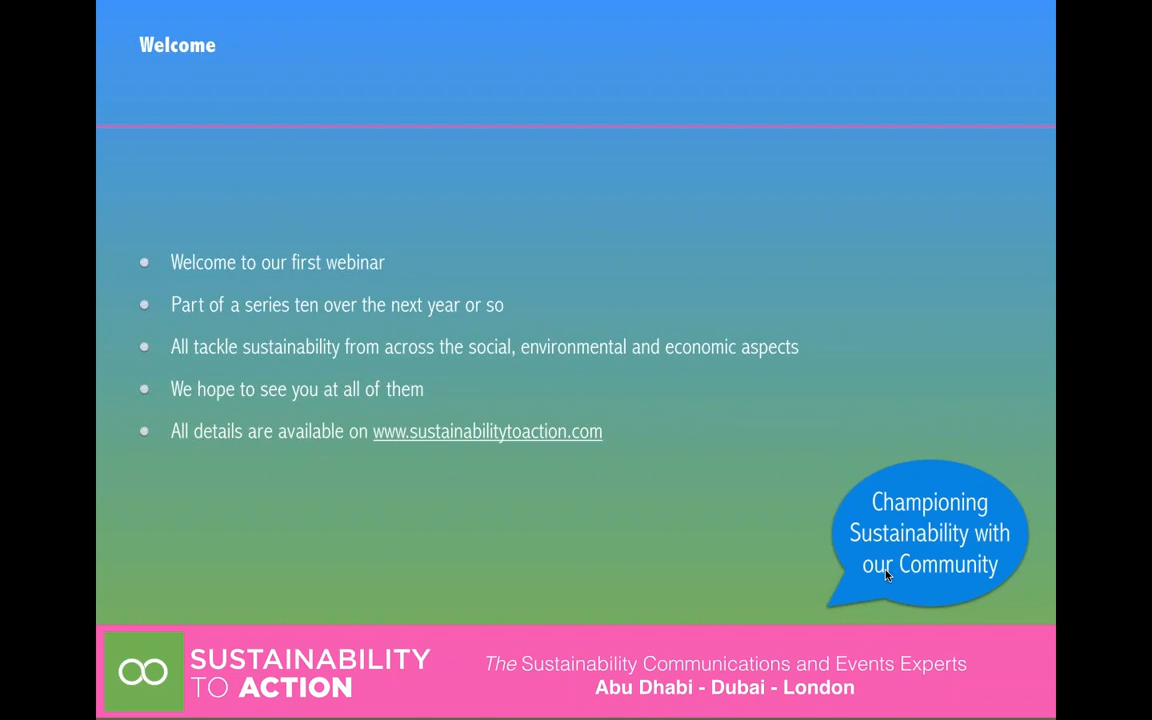 Welcome
Welcome to our first webinar
Part of a series ten over the next year or so
All tackle sustainability from across the social, environmental and economic aspects
We hope to see you at all of them
All details are available on www.sustainabilitytoaction.com
Championing
Sustainability with
our Community
SUSTAINABILITY
TO ACTION
The Sustainability Communications and Events Experts
Abu Dhabi - Dubai - London